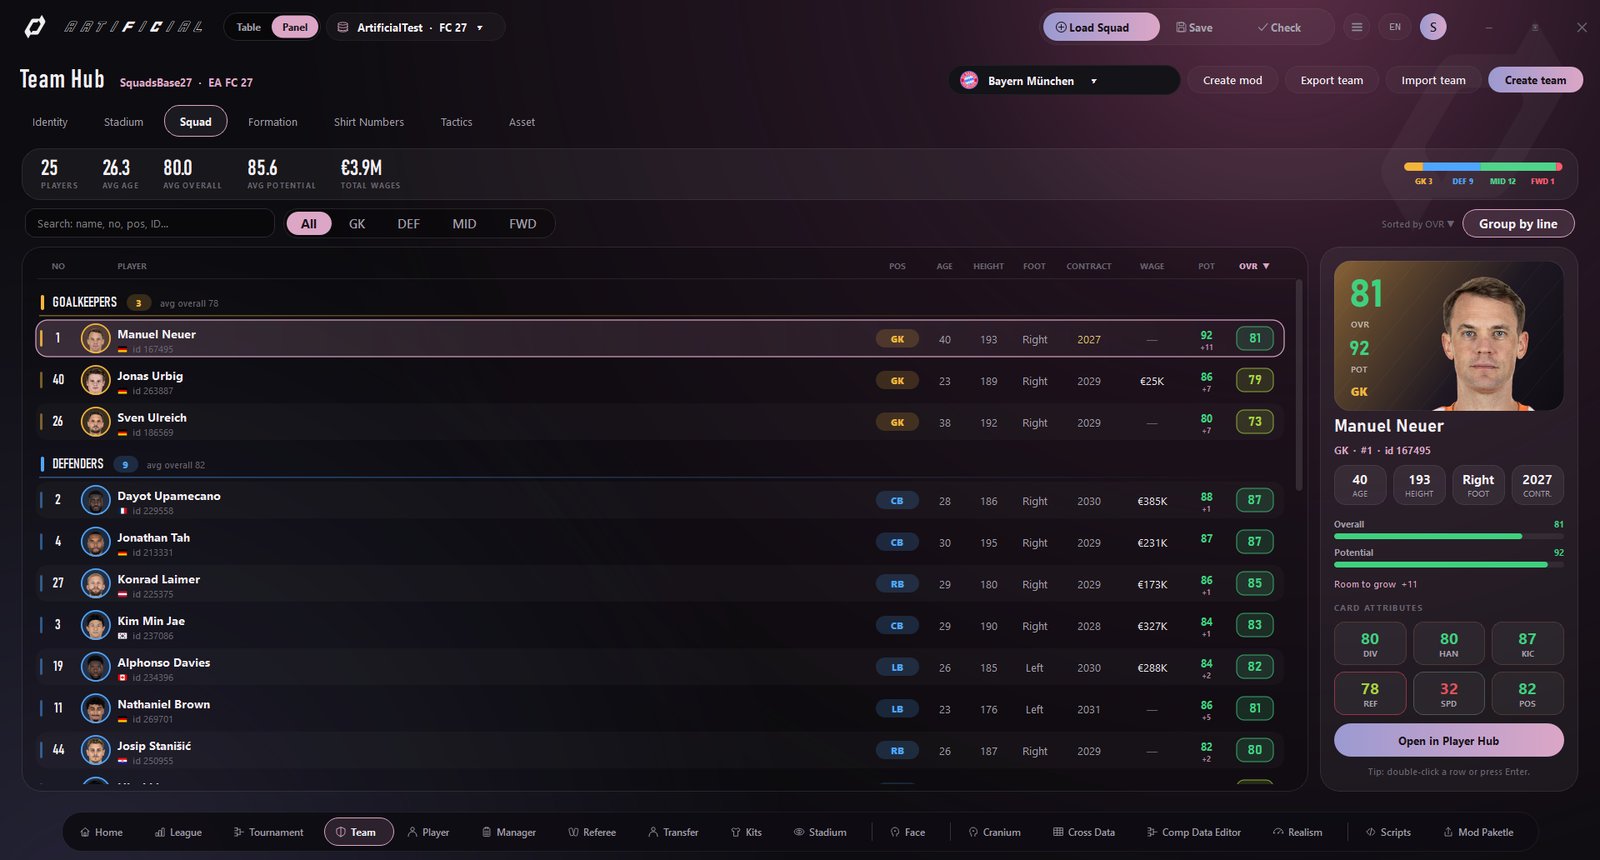 ARTIFICIAL
Table
Panel
ArtificialTest · FC 27 ▼
Load Squad
Save
Check
EN
S
Team Hub
SquadsBase27 · EA FC 27
Bayern München ▼
Create mod
Export team
Import team
Create team
Identity
Stadium
Squad
Formation
Shirt Numbers
Tactics
Asset
25
PLAYERS
26.3
AVG AGE
80.0
AVG OVERALL
85.6
AVG POTENTIAL
€3.9M
TOTAL WAGES
GK 3 DEF 9 MID 12 FWD 1
Search: name, no, pos, ID...
All
GK
DEF
MID
FWD
Sorted by OVR ▼
Group by line
NO PLAYER POS AGE HEIGHT FOOT CONTRACT WAGE POT OVR ▼
GOALKEEPERS 3 avg overall 78
1 Manuel Neuer GK 40 193 Right 2027 — 92 81
id 167495 +11
40 Jonas Urbig GK 23 189 Right 2029 €25K 86 79
id 263887 +7
26 Sven Ulreich GK 38 192 Right 2029 — 80 73
id 186569 +7
DEFENDERS 9 avg overall 82
2 Dayot Upamecano CB 28 186 Right 2030 €385K 88 87
id 229558 +1
4 Jonathan Tah CB 30 195 Right 2029 €231K 87 87
id 213331
27 Konrad Laimer RB 29 180 Right 2029 €173K 86 85
id 225375 +1
3 Kim Min Jae CB 29 190 Right 2028 €327K 84 83
id 237086 +1
19 Alphonso Davies LB 26 185 Left 2030 €288K 84 82
id 234396 +2
11 Nathaniel Brown LB 23 176 Left 2031 — 86 81
id 269701 +5
44 Josip Stanišić RB 26 187 Right 2029 — 82 80
id 250955 +2
81
OVR
92
POT
GK
Manuel Neuer
GK · #1 · id 167495
40
AGE
193
HEIGHT
Right
FOOT
2027
CONTR.
Overall 81
Potential 92
Room to grow +11
CARD ATTRIBUTES
80
DIV
80
HAN
87
KIC
78
REF
32
SPD
82
POS
Open in Player Hub
Tip: double-click a row or press Enter.
Home
League
Tournament
Team
Player
Manager
Referee
Transfer
Kits
Stadium
Face
Cranium
Cross Data
Comp Data Editor
Realism
Scripts
Mod Paketle